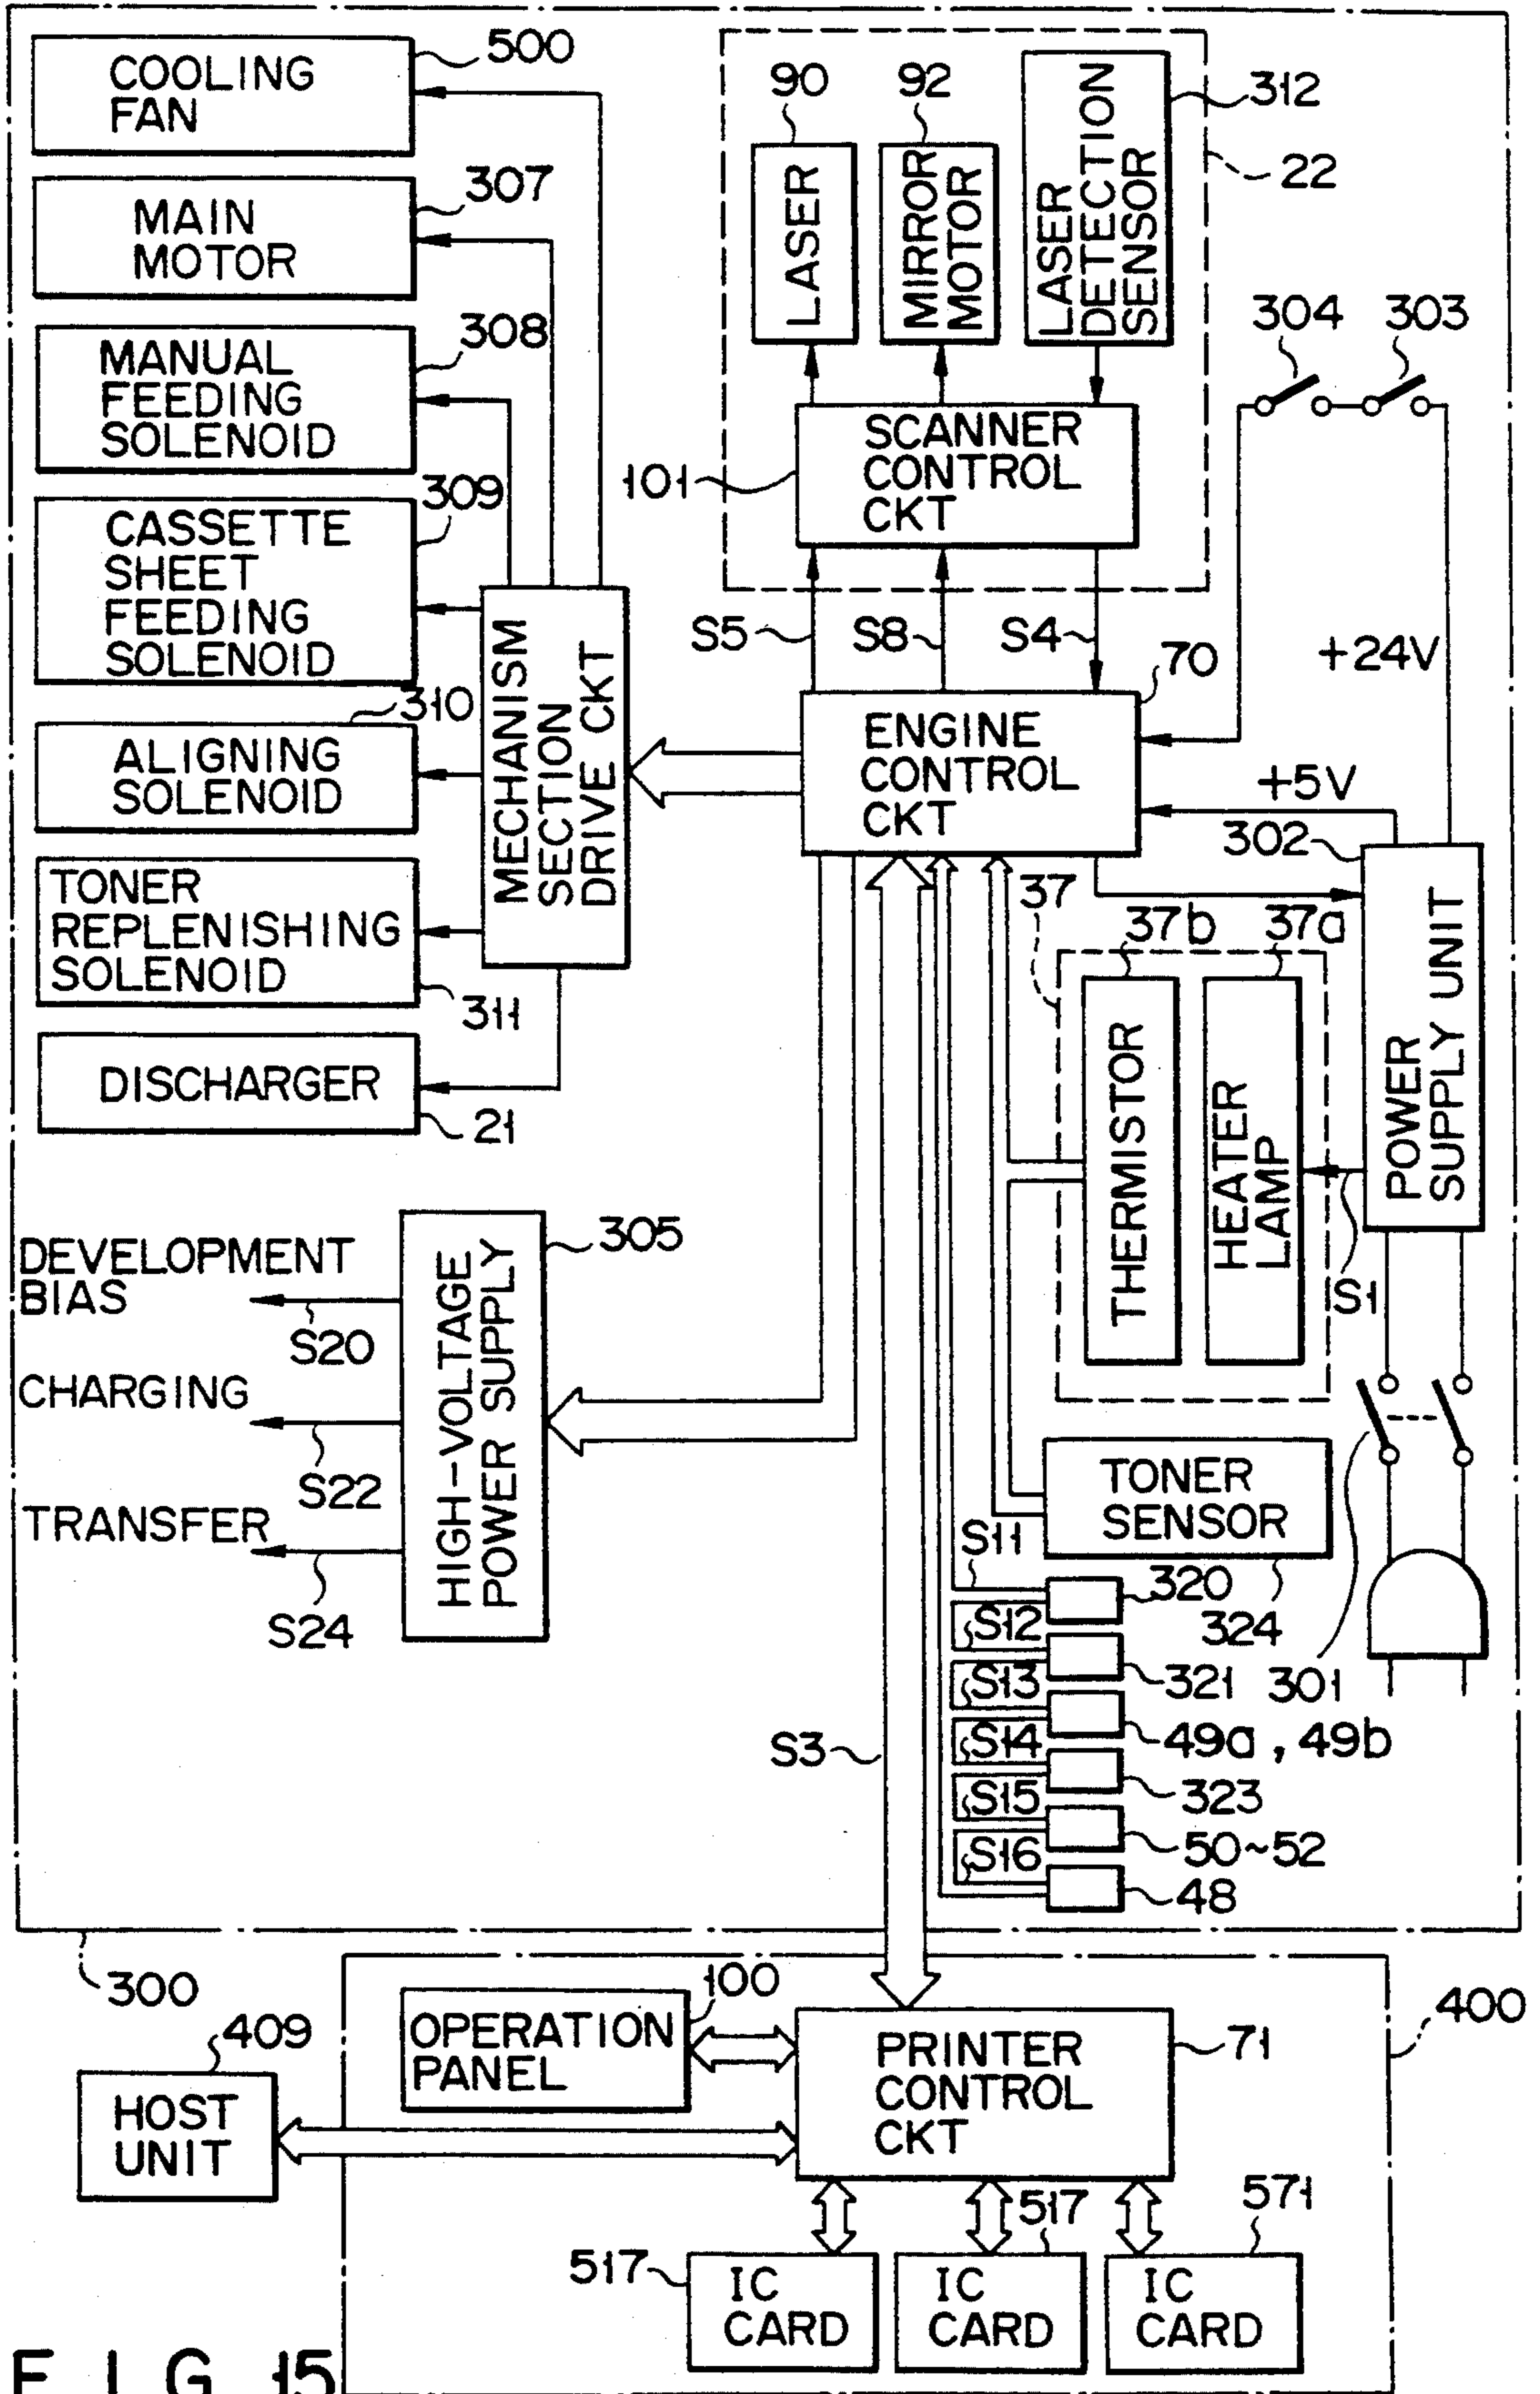 COOLING
FAN
500
MAIN
MOTOR
307
MANUAL
FEEDING
SOLENOID
308
CASSETTE
SHEET
FEEDING
SOLENOID
309
ALIGNING
SOLENOID
310
TONER
REPLENISHING
SOLENOID
311
DISCHARGER
21
MECHANISM
SECTION
DRIVE CKT
90
92
312
22
LASER
MIRROR
MOTOR
LASER
DETECTION
SENSOR
SCANNER
CONTROL
CKT
101
304
303
S5
S8
S4
70
+24V
ENGINE
CONTROL
CKT
+5V
302
POWER
SUPPLY UNIT
37
37b
37a
THERMISTOR
HEATER
LAMP
S1
DEVELOPMENT
BIAS
S20
CHARGING
S22
TRANSFER
S24
HIGH-VOLTAGE
POWER SUPPLY
305
TONER
SENSOR
324
301
S11
320
S12
321
S13
49a, 49b
S14
323
S15
50~52
S16
48
S3
300
400
OPERATION
PANEL
100
409
HOST
UNIT
PRINTER
CONTROL
CKT
71
517
IC
CARD
517
IC
CARD
571
IC
CARD
FIG. 15